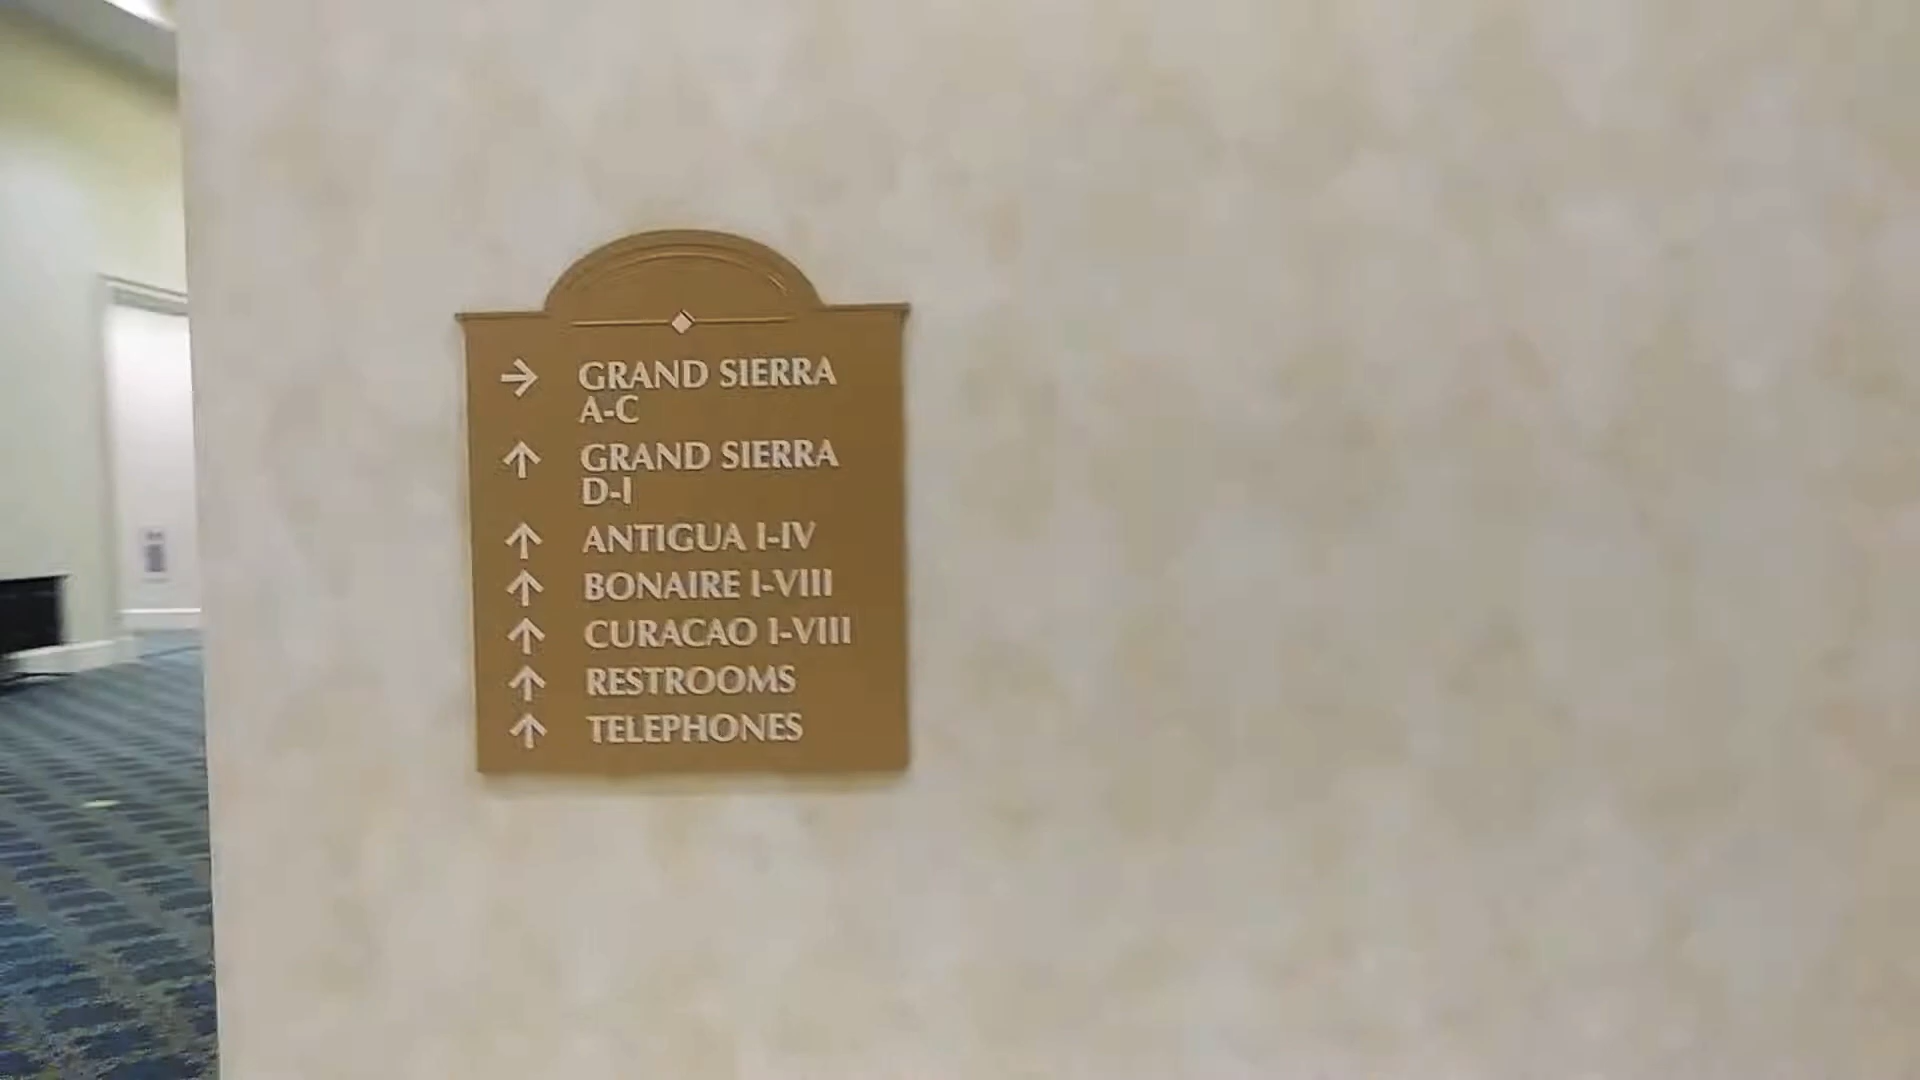 → GRAND SIERRA
A-C
↑ GRAND SIERRA
D-I
↑ ANTIGUA I-IV
↑ BONAIRE I-VIII
↑ CURACAO I-VIII
↑ RESTROOMS
↑ TELEPHONES